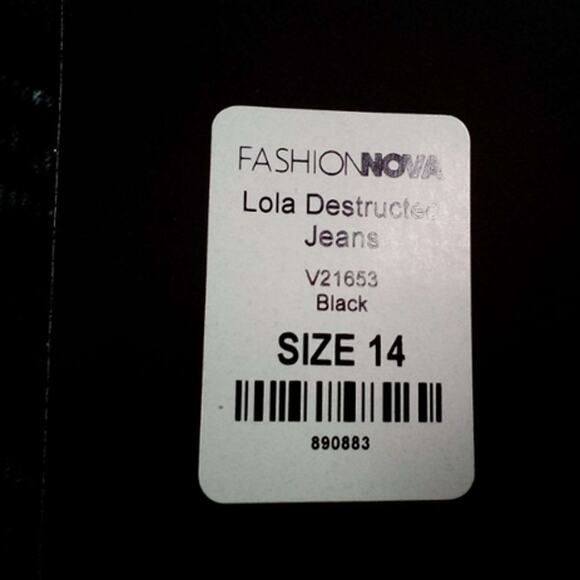 FASHIONNOVA
Lola Destructed
Jeans
V21653
Black
SIZE 14
890883